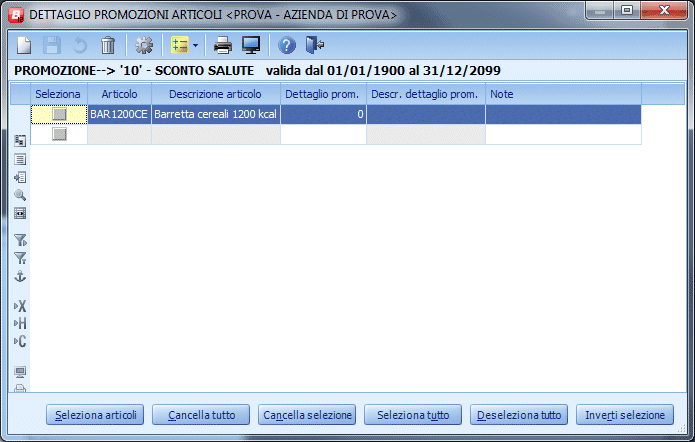 DETTAGLIO PROMOZIONI ARTICOLI <PROVA - AZIENDA DI PROVA>
PROMOZIONE--> '10' - SCONTO SALUTE valida dal 01/01/1900 al 31/12/2099
Seleziona Articolo Descrizione articolo Dettaglio prom. Descr. dettaglio prom. Note
BAR1200CE Barretta cereali 1200 kcal 0
X
H
C
Seleziona articoli Cancella tutto Cancella selezione Seleziona tutto Deseleziona tutto Inverti selezione